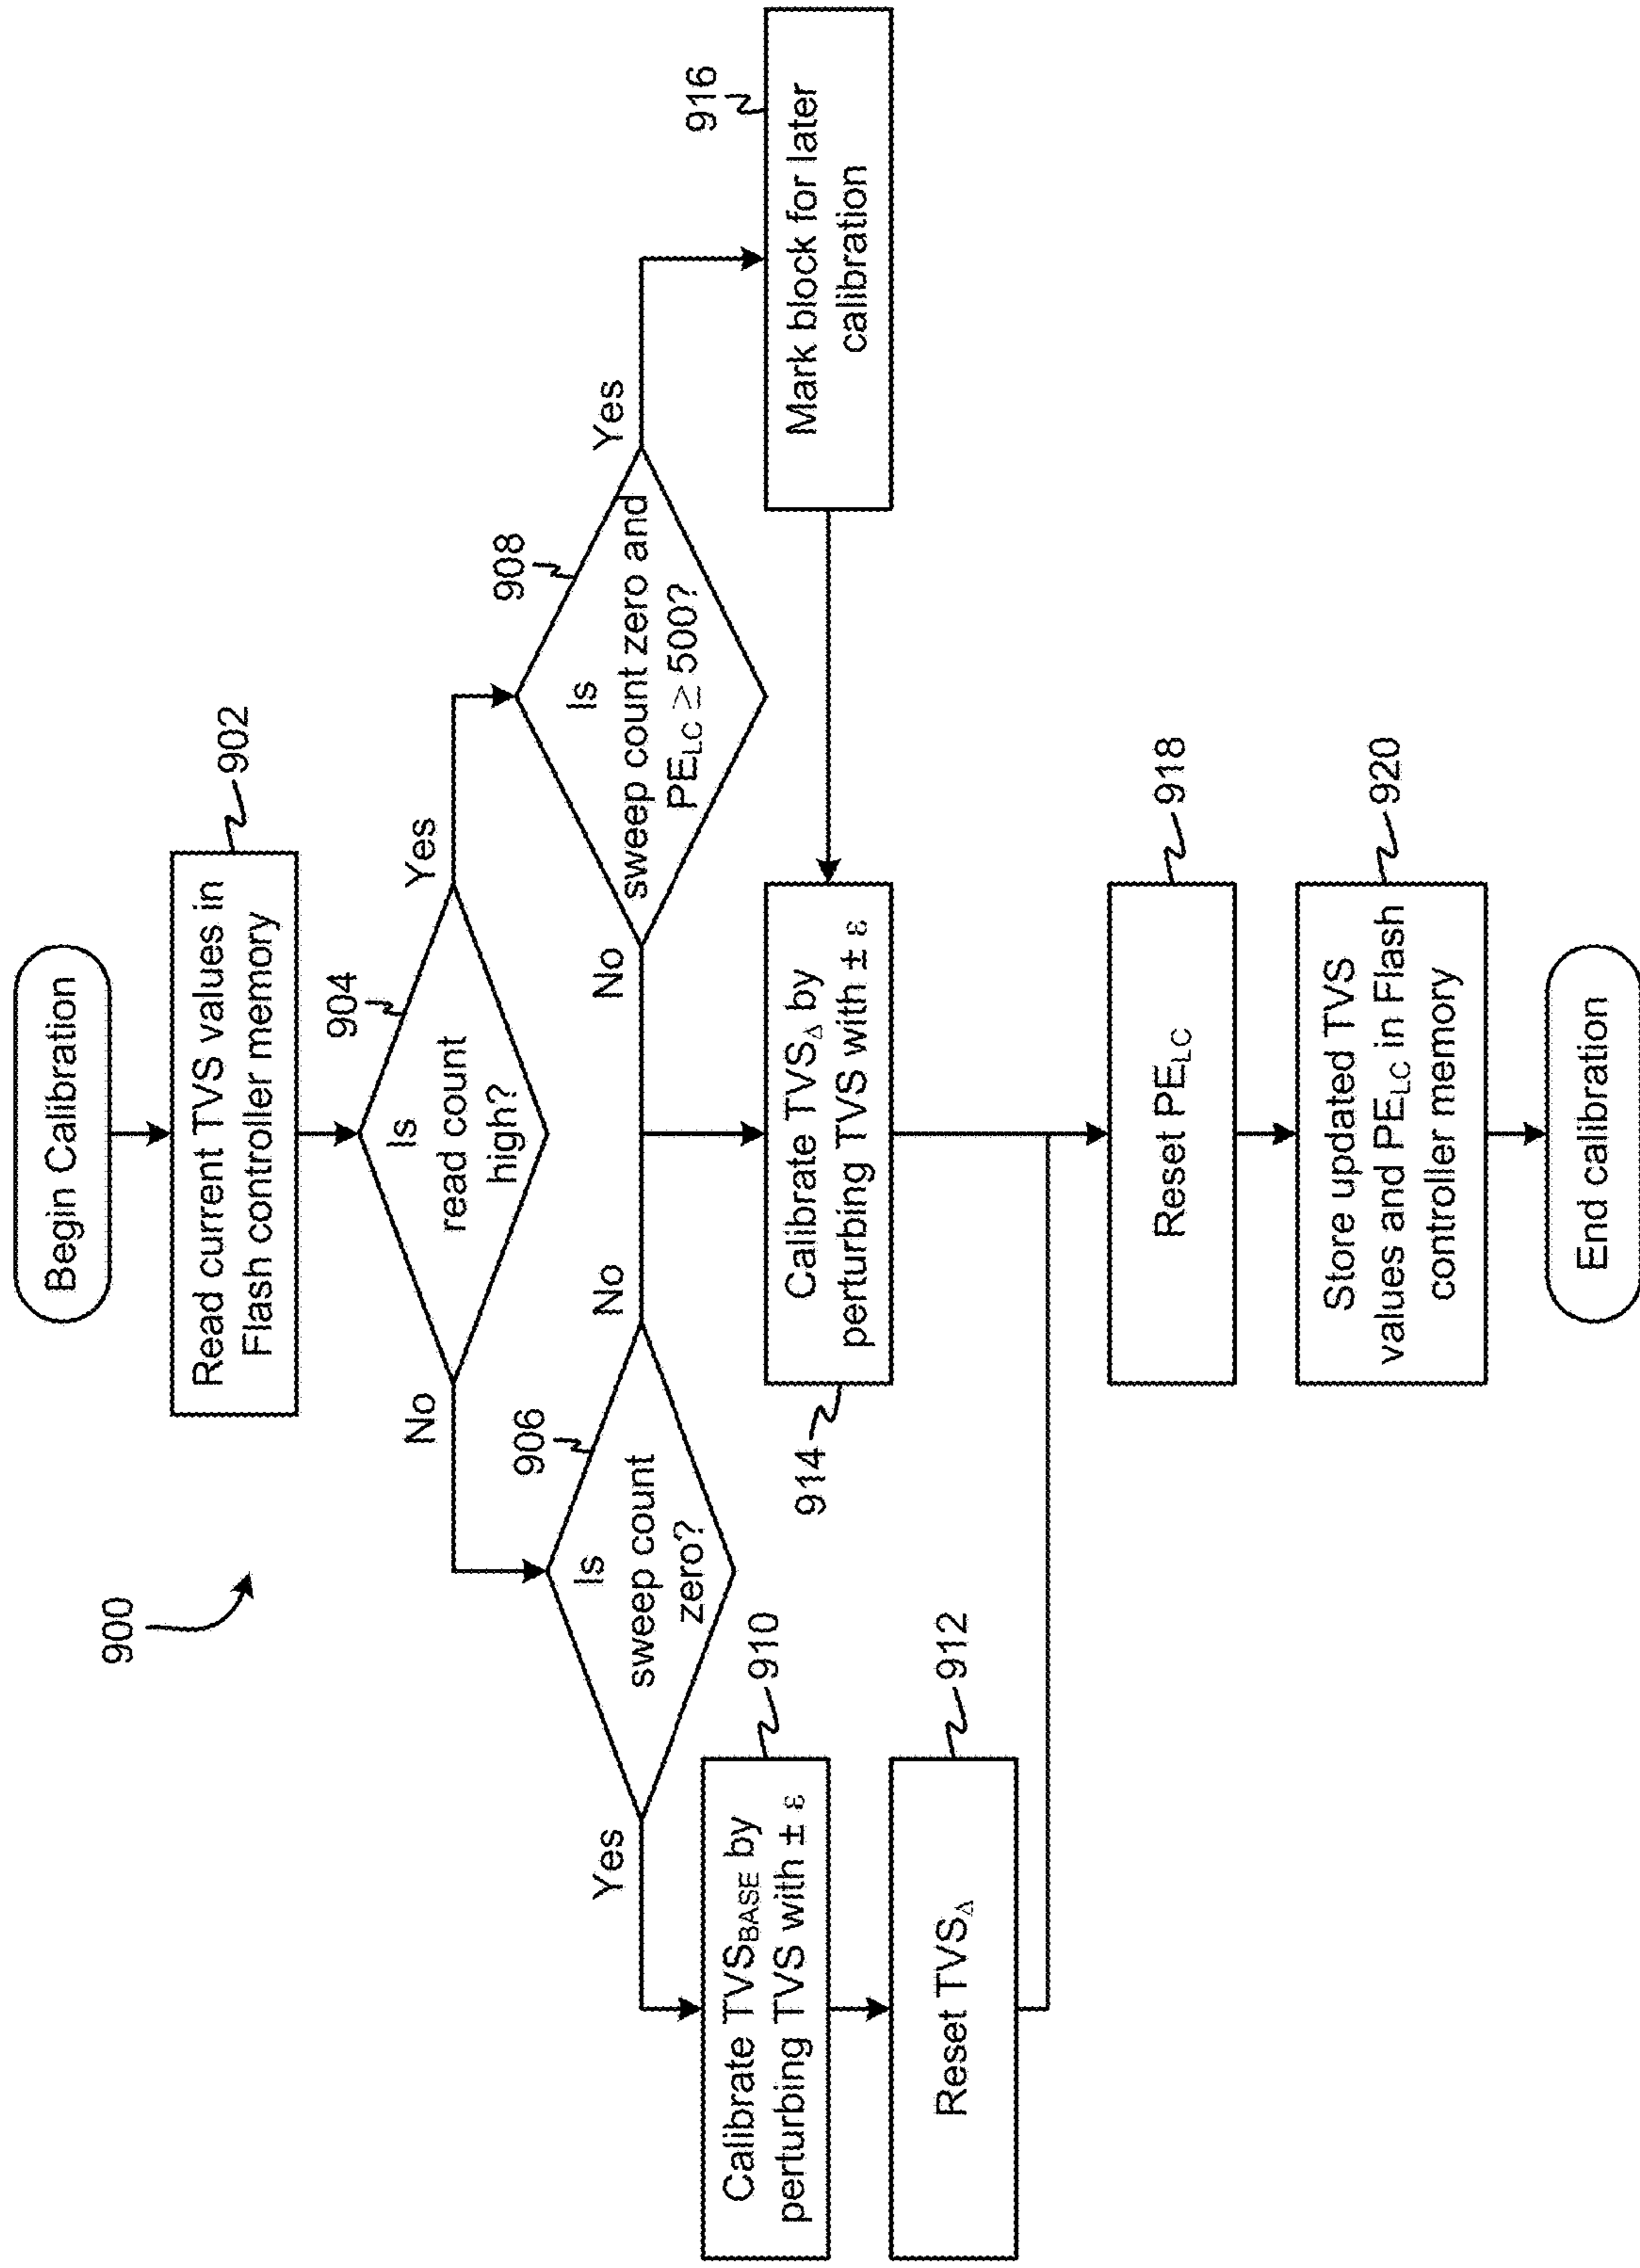 900
Begin Calibration
Read current TVS values in
Flash controller memory
902
Is
read count
high?
904
No
Yes
Is
sweep count
zero?
906
Is
sweep count zero and
PE_LC ≥ 500?
908
Yes
No
No
Yes
Calibrate TVS_BASE by
perturbing TVS with ± ε
910
Calibrate TVS_Δ by
perturbing TVS with ± ε
914
Mark block for later
calibration
916
Reset TVS_Δ
912
Reset PE_LC
918
Store updated TVS
values and PE_LC in Flash
controller memory
920
End calibration